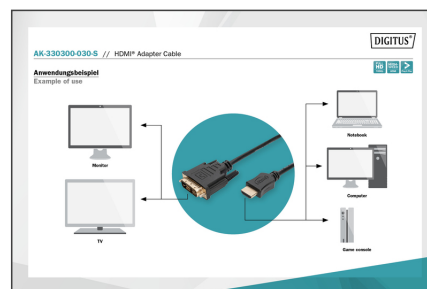 DIGITUS®
AK-330300-030-S // HDMI® Adapter Cable
Anwendungsbeispiel
Example of use
Monitor
TV
Notebook
Computer
Game console